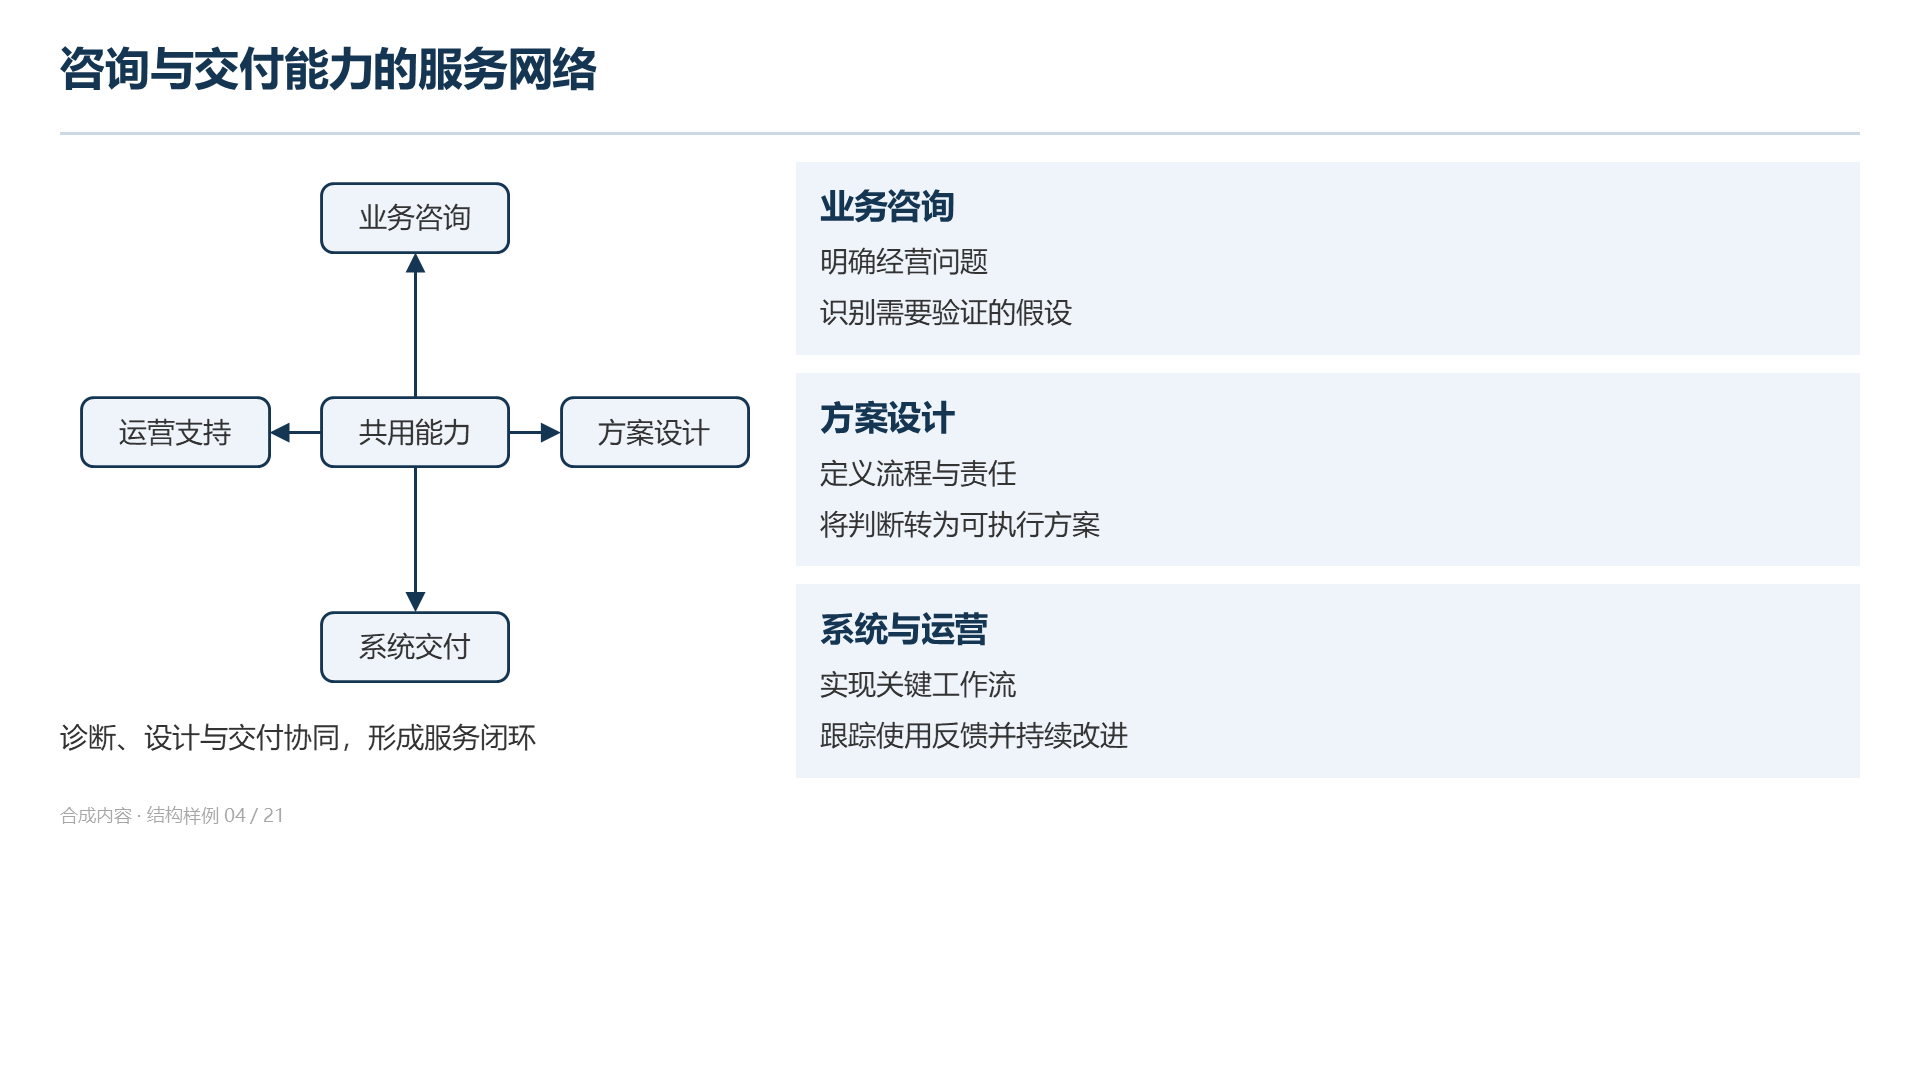 咨询与交付能力的服务网络
业务咨询
运营支持
共用能力
方案设计
系统交付
诊断、设计与交付协同，形成服务闭环
业务咨询
明确经营问题
识别需要验证的假设
方案设计
定义流程与责任
将判断转为可执行方案
系统与运营
实现关键工作流
跟踪使用反馈并持续改进
合成内容 · 结构样例 04 / 21